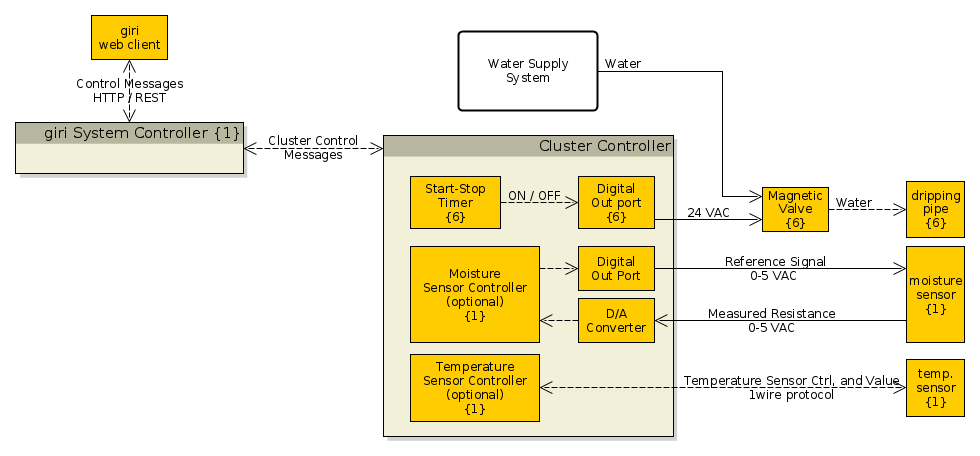 giri
web client
Control Messages
HTTP / REST
giri System Controller {1}
Cluster Control
Messages
Water Supply
System
Water
Cluster Controller
Start-Stop
Timer
{6}
ON / OFF
Digital
Out port
{6}
24 VAC
Magnetic
Valve
{6}
Water
dripping
pipe
{6}
Moisture
Sensor Controller
(optional)
{1}
Digital
Out Port
Reference Signal
0-5 VAC
D/A
Converter
Measured Resistance
0-5 VAC
moisture
sensor
{1}
Temperature
Sensor Controller
(optional)
{1}
Temperature Sensor Ctrl, and Value
1wire protocol
temp.
sensor
{1}